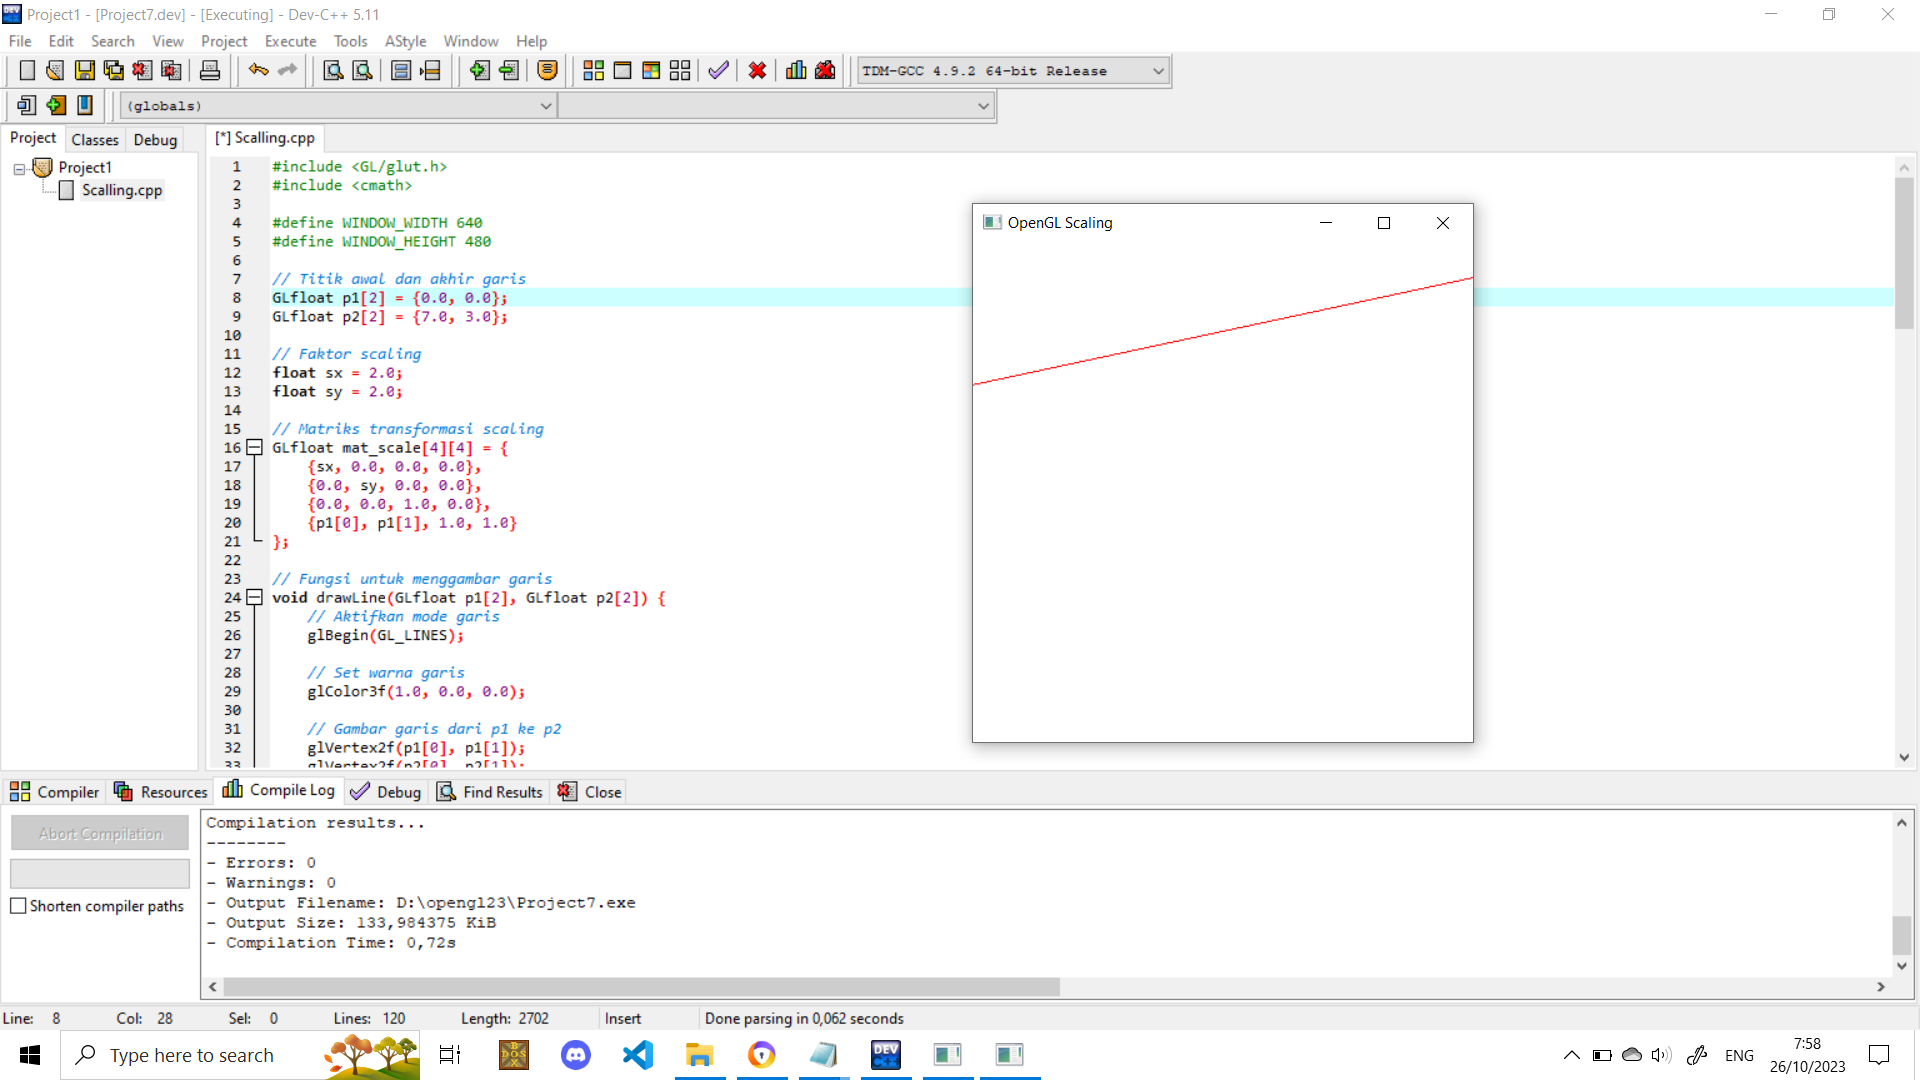 Project1 - [Project7.dev] - [Executing] - Dev-C++ 5.11
File Edit Search View Project Execute Tools AStyle Window Help
TDM-GCC 4.9.2 64-bit Release
(globals)
Project Classes Debug
[*] Scalling.cpp
Project1
Scalling.cpp
1 #include <GL/glut.h>
2 #include <cmath>
3
4 #define WINDOW_WIDTH 640
5 #define WINDOW_HEIGHT 480
6
7 // Titik awal dan akhir garis
8 GLfloat p1[2] = {0.0, 0.0};
9 GLfloat p2[2] = {7.0, 3.0};
10
11 // Faktor scaling
12 float sx = 2.0;
13 float sy = 2.0;
14
15 // Matriks transformasi scaling
16 GLfloat mat_scale[4][4] = {
17 {sx, 0.0, 0.0, 0.0},
18 {0.0, sy, 0.0, 0.0},
19 {0.0, 0.0, 1.0, 0.0},
20 {p1[0], p1[1], 1.0, 1.0}
21 };
22
23 // Fungsi untuk menggambar garis
24 void drawLine(GLfloat p1[2], GLfloat p2[2]) {
25 // Aktifkan mode garis
26 glBegin(GL_LINES);
27
28 // Set warna garis
29 glColor3f(1.0, 0.0, 0.0);
30
31 // Gambar garis dari p1 ke p2
32 glVertex2f(p1[0], p1[1]);
33 glVertex2f(p2[0], p2[1]);
OpenGL Scaling
Compiler Resources Compile Log Debug Find Results Close
Abort Compilation
Shorten compiler paths
Compilation results...
--------
- Errors: 0
- Warnings: 0
- Output Filename: D:\opengl23\Project7.exe
- Output Size: 133,984375 KiB
- Compilation Time: 0,72s
Line: 8 Col: 28 Sel: 0 Lines: 120 Length: 2702 Insert Done parsing in 0,062 seconds
Type here to search
DOS
BOX
DEV
C++
ENG
7:58
26/10/2023